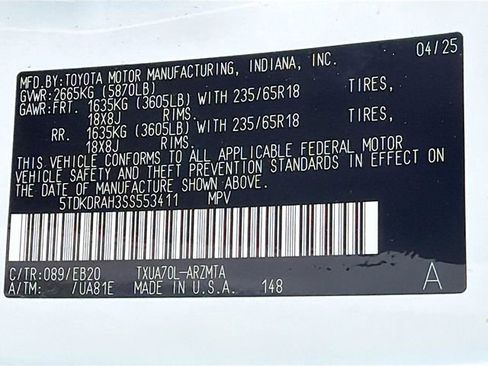 MFD.BY:TOYOTA MOTOR MANUFACTURING, INDIANA, INC. 04/25
GVWR:2665KG (5870LB)
GAWR:FRT. 1635KG (3605LB) WITH 235/65R18 TIRES,
18X8J RIMS.
RR. 1635KG (3605LB) WITH 235/65R18 TIRES,
18X8J RIMS.
THIS VEHICLE CONFORMS TO ALL APPLICABLE FEDERAL MOTOR
VEHICLE SAFETY AND THEFT PREVENTION STANDARDS IN EFFECT ON
THE DATE OF MANUFACTURE SHOWN ABOVE.
5TDKDRAH3SS553411 MPV
C/TR:089/EB20 TXUA70L-ARZMTA
A/TM: /UA81E MADE IN U.S.A. 148 A